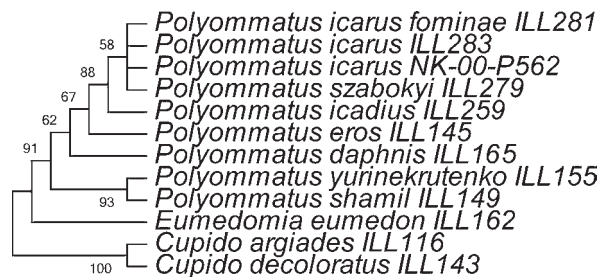 Polyommatus icarus fominae ILL281
58
Polyommatus icarus ILL283
Polyommatus icarus NK-00-P562
88
Polyommatus szabokyi ILL279
67
Polyommatus icadius ILL259
62
Polyommatus eros ILL145
91
Polyommatus daphnis ILL165
Polyommatus yurinekrutenko ILL155
93
Polyommatus shamil ILL149
Eumedomia eumedon ILL162
Cupido argiades ILL116
100
Cupido decoloratus ILL143